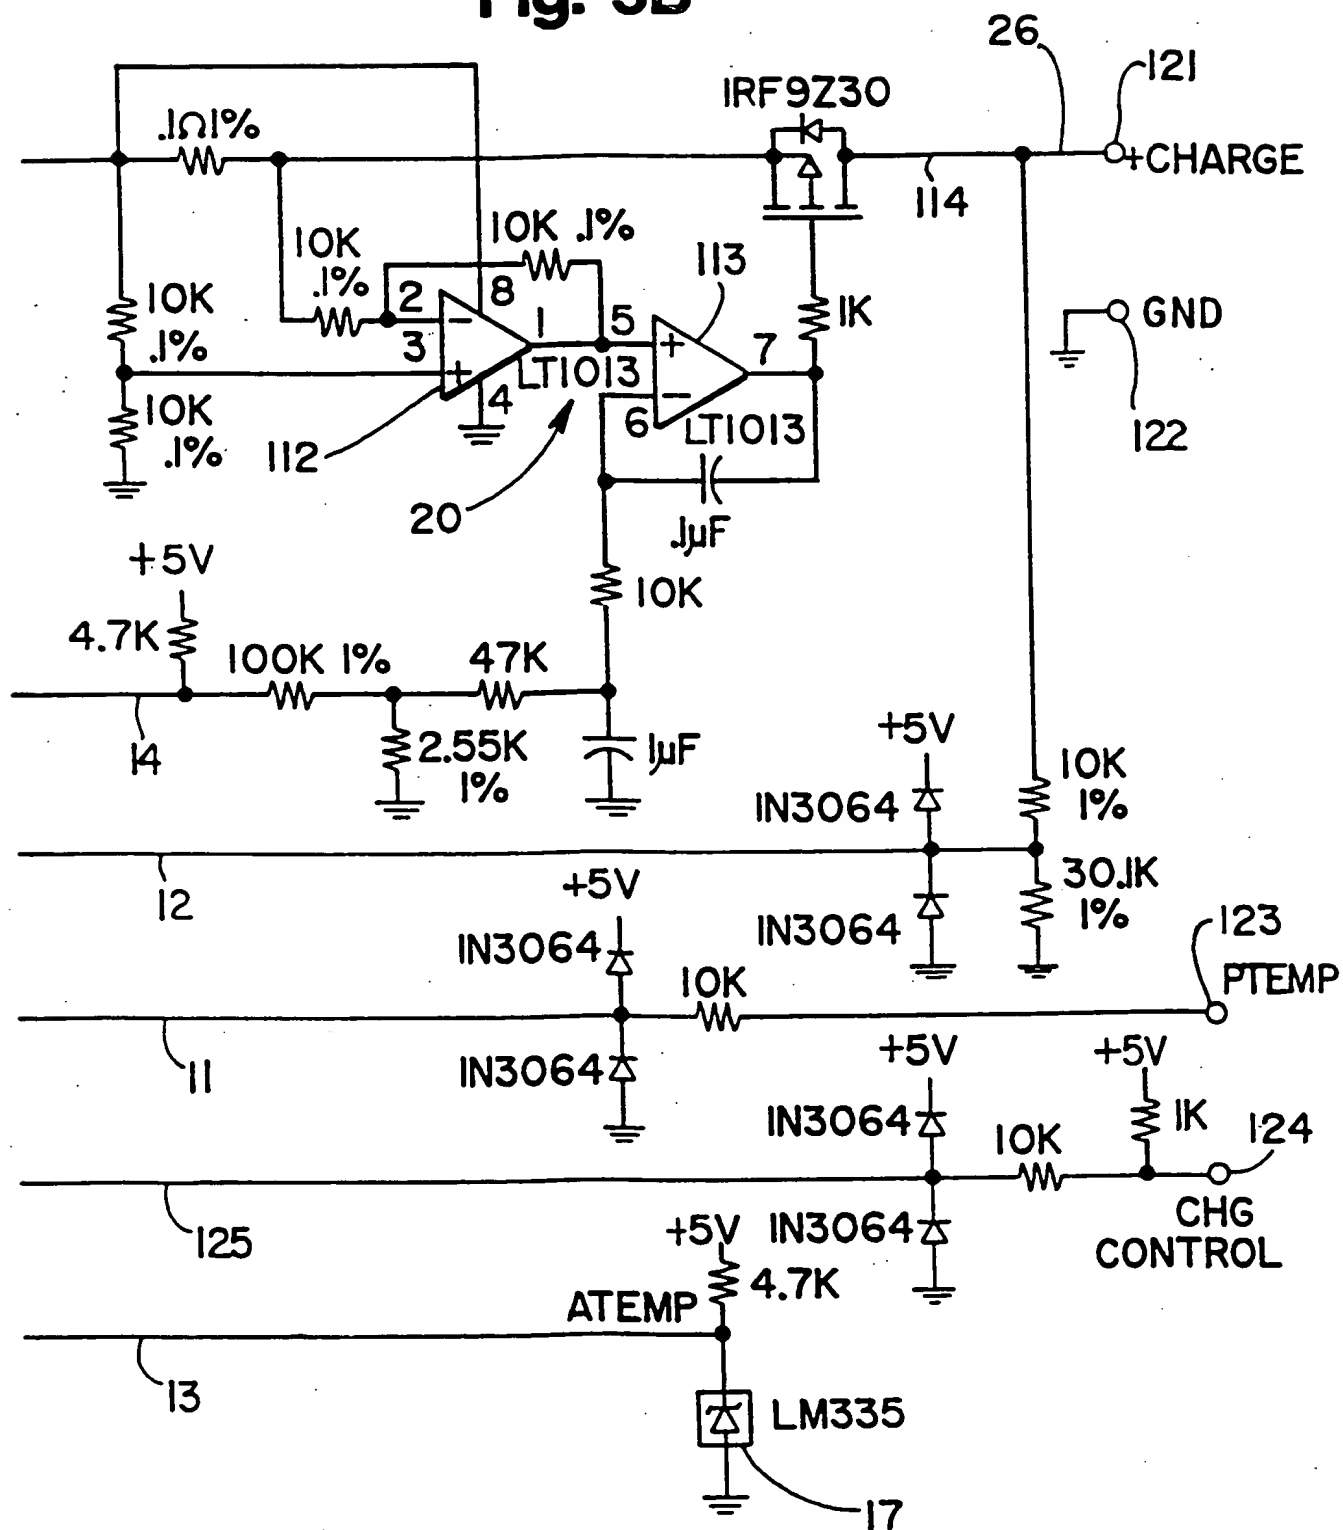 Fig. 3B
26
121
IRF9Z30
.1Ω1%
+CHARGE
114
10K .1%
10K
.1%
113
2
8
10K
.1%
3
1
5
7
1K
GND
+
-
+
-
LT1013
4
10K
.1%
6
LT1013
112
122
20
.1µF
+5V
10K
4.7K
100K 1%
47K
+5V
14
2.55K
1%
1µF
10K
1%
IN3064
12
+5V
30.1K
1%
IN3064
123
IN3064
10K
PTEMP
11
IN3064
+5V
+5V
IN3064
10K
1K
124
125
+5V
IN3064
CHG
CONTROL
4.7K
ATEMP
13
LM335
17